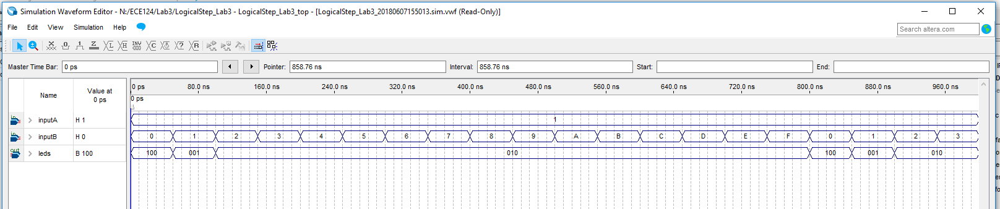 Simulation Waveform Editor - N:/ECE124/Lab3/LogicalStep_Lab3 - LogicalStep_Lab3_top - [LogicalStep_Lab3_20180607155013.sim.vwf (Read-Only)]
File Edit View Simulation Help
Search altera.com
Master Time Bar: 0 ps Pointer: 858.76 ns Interval: 858.76 ns Start: End:
Name Value at 0 ps
0 ps 80.0 ns 160.0 ns 240.0 ns 320.0 ns 400.0 ns 480.0 ns 560.0 ns 640.0 ns 720.0 ns 800.0 ns 880.0 ns 960.0 ns
0 ps
inputA H 1 1
inputB H 0 0 1 2 3 4 5 6 7 8 9 A B C D E F 0 1 2 3
leds B 100 100 001 010 100 001 010